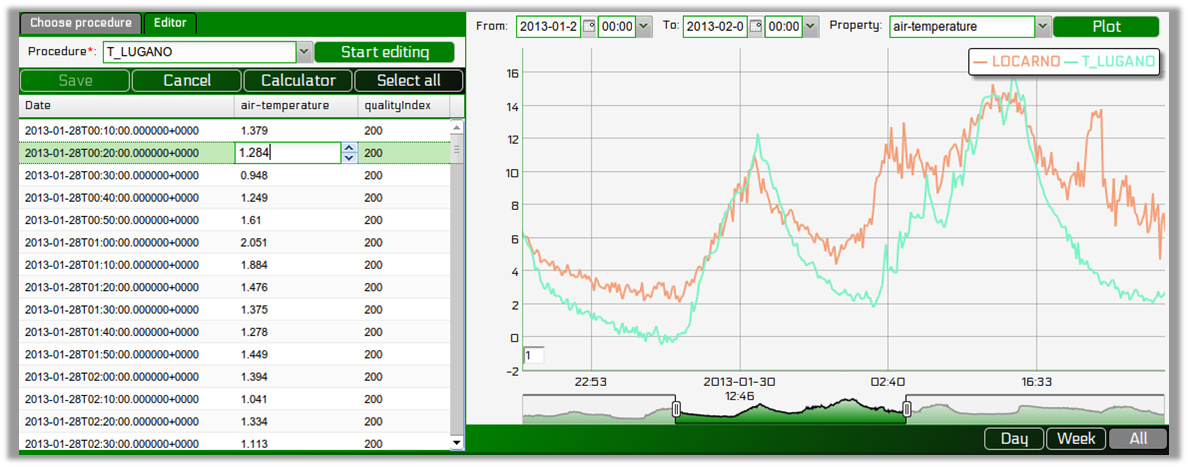 Choose procedure Editor
Procedure*: T_LUGANO Start editing
Save Cancel Calculator Select all
Date air-temperature qualityIndex
2013-01-28T00:10:00.000000+0000 1.379 200
2013-01-28T00:20:00.000000+0000 1.284 200
2013-01-28T00:30:00.000000+0000 0.948 200
2013-01-28T00:40:00.000000+0000 1.249 200
2013-01-28T00:50:00.000000+0000 1.61 200
2013-01-28T01:00:00.000000+0000 2.051 200
2013-01-28T01:10:00.000000+0000 1.884 200
2013-01-28T01:20:00.000000+0000 1.476 200
2013-01-28T01:30:00.000000+0000 1.375 200
2013-01-28T01:40:00.000000+0000 1.278 200
2013-01-28T01:50:00.000000+0000 1.449 200
2013-01-28T02:00:00.000000+0000 1.394 200
2013-01-28T02:10:00.000000+0000 1.041 200
2013-01-28T02:20:00.000000+0000 1.334 200
2013-01-28T02:30:00.000000+0000 1.113 200
From: 2013-01-2 00:00 To: 2013-02-0 00:00 Property: air-temperature Plot
LOCARNO T_LUGANO
16
14
12
10
8
6
4
2
0
1
-2
22:53 2013-01-30 02:40 16:33
12:46
Day Week All